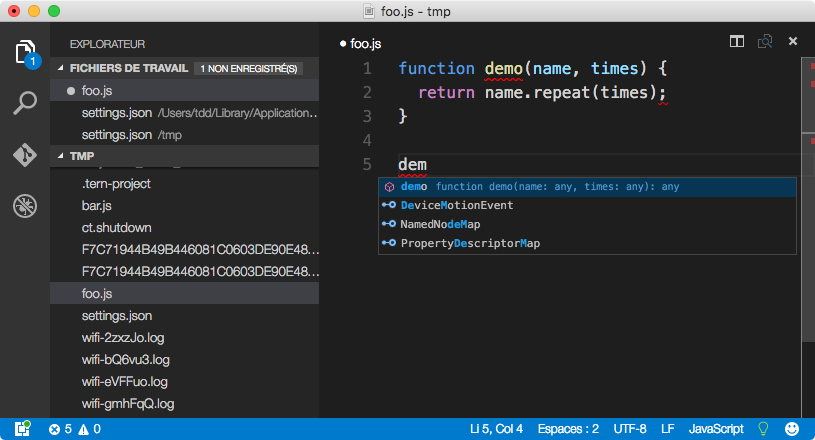 foo.js - tmp
EXPLORATEUR
FICHIERS DE TRAVAIL 1 NON ENREGISTRÉ(S)
foo.js
settings.json /Users/tdd/Library/Application...
settings.json /tmp
TMP
.tern-project
bar.js
ct.shutdown
F7C71944B49B446081C0603DE90E48...
F7C71944B49B446081C0603DE90E48...
foo.js
settings.json
wifi-2zxzJo.log
wifi-bQ6vu3.log
wifi-eVFFuo.log
wifi-gmhFqQ.log
1
foo.js
1 function demo(name, times) {
2 return name.repeat(times);
3 }
4
5 dem
demo function demo(name: any, times: any): any
DeviceMotionEvent
NamedNodeMap
PropertyDescriptorMap
5 0 Li 5, Col 4 Espaces : 2 UTF-8 LF JavaScript